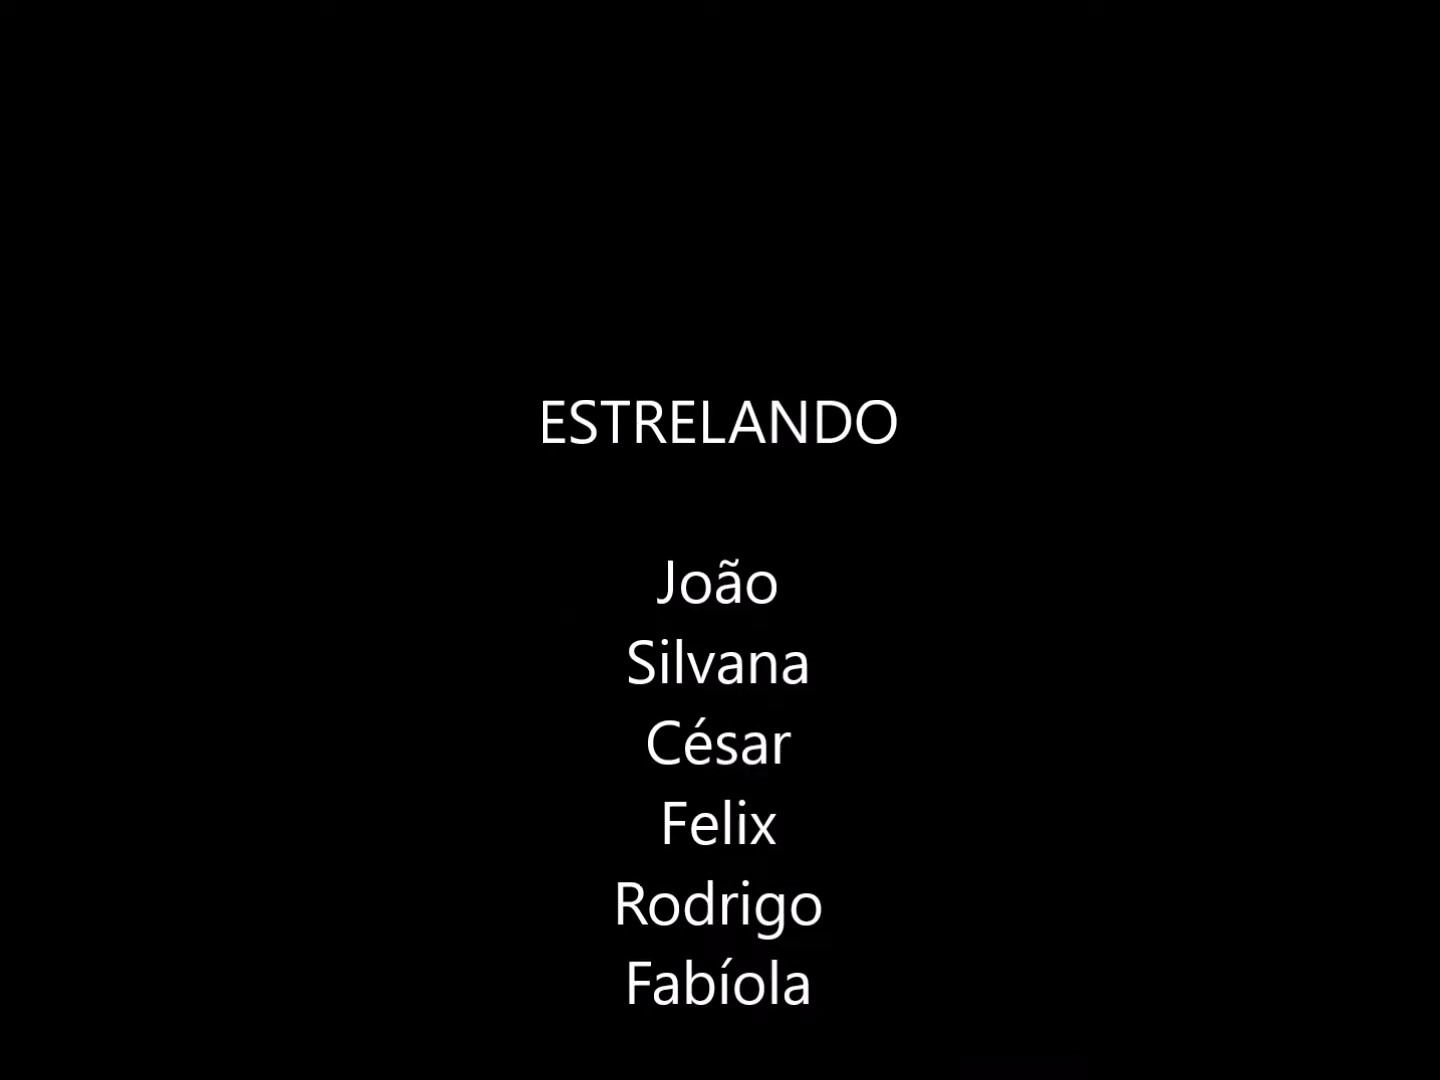 ESTRELANDO
João
Silvana
César
Felix
Rodrigo
Fabíola